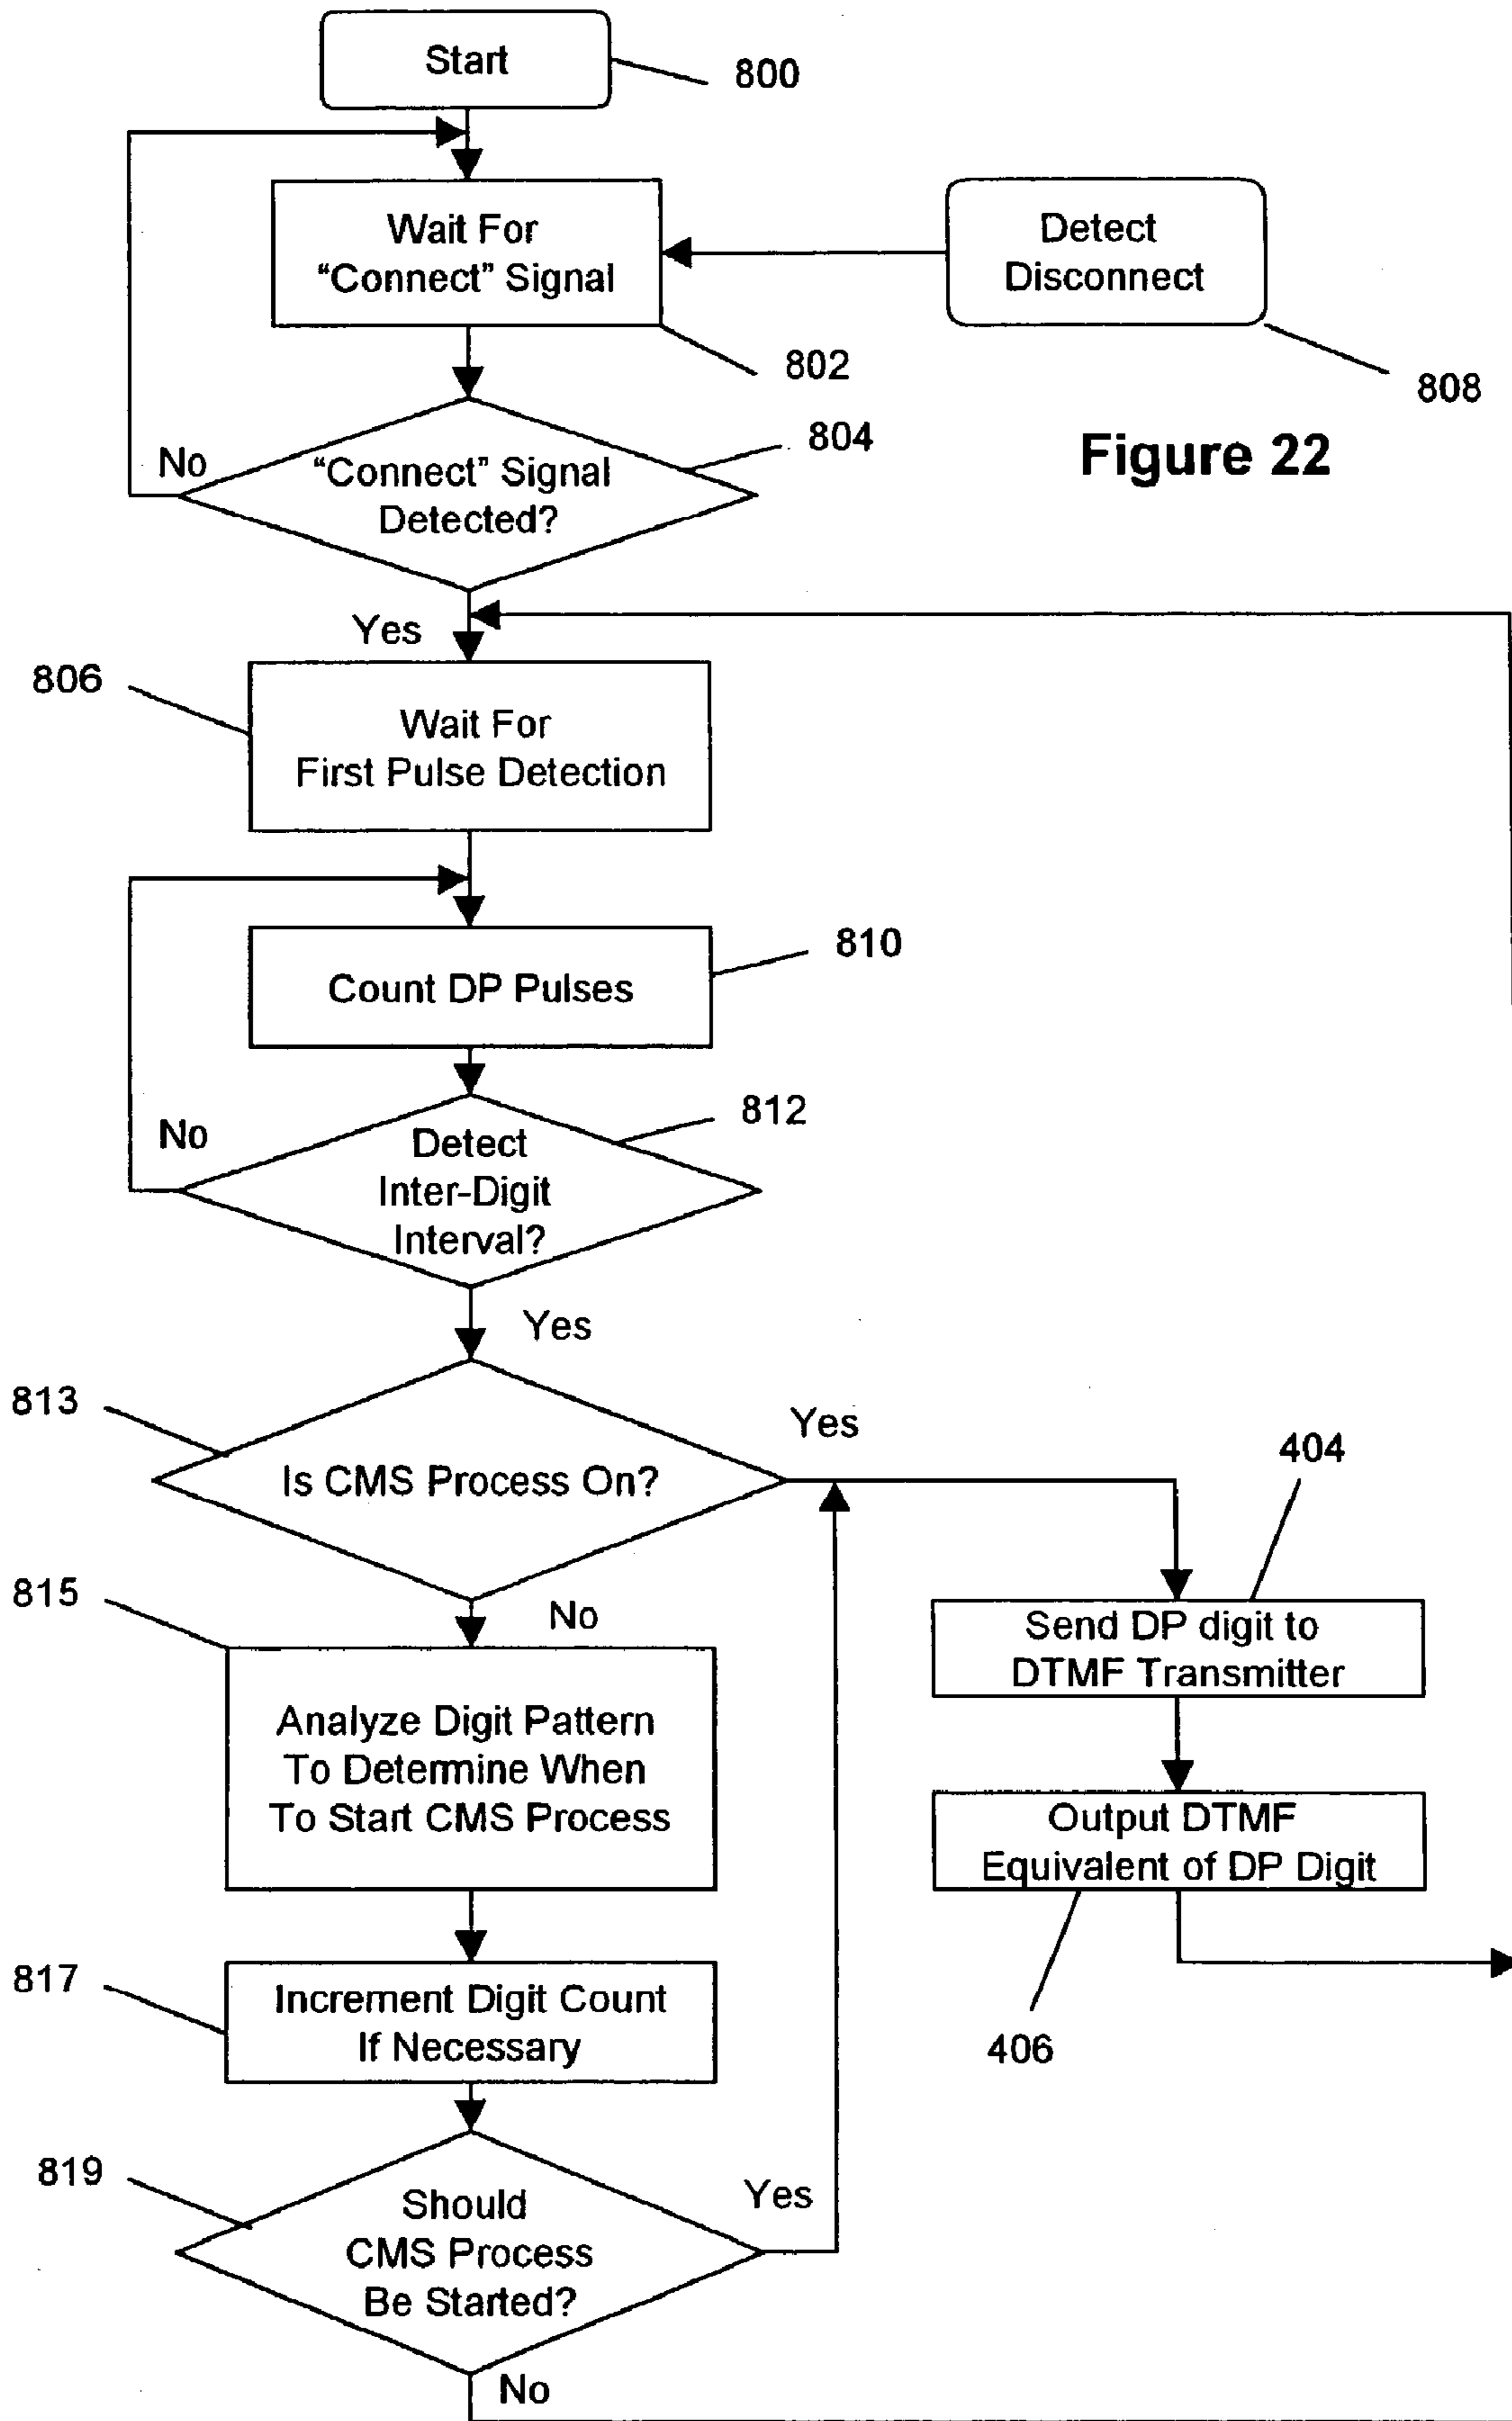 Start
800
Wait For
“Connect” Signal
802
Detect
Disconnect
808
Figure 22
804
No
“Connect” Signal
Detected?
Yes
806
Wait For
First Pulse Detection
810
Count DP Pulses
812
No
Detect
Inter-Digit
Interval?
Yes
813
Is CMS Process On?
Yes
404
Send DP digit to
DTMF Transmitter
Output DTMF
Equivalent of DP Digit
406
No
815
Analyze Digit Pattern
To Determine When
To Start CMS Process
817
Increment Digit Count
If Necessary
819
Should
CMS Process
Be Started?
Yes
No